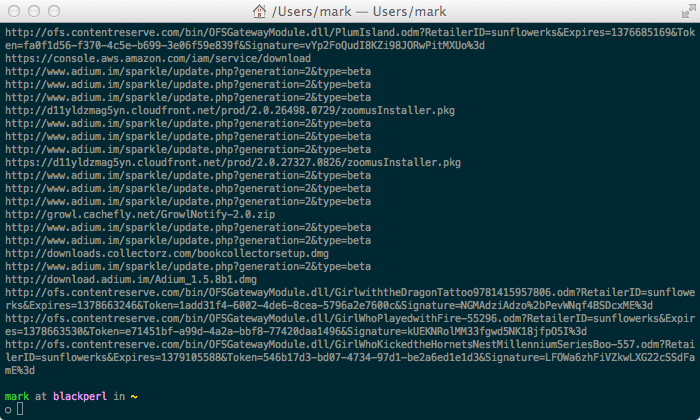 /Users/mark — Users/mark
http://ofs.contentreserve.com/bin/OFSGatewayModule.dll/PlumIsland.odm?RetailerID=sunflowerks&Expires=1376685169&Tok
en=fa0f1d56-f370-4c5e-b699-3e06f59e839f&Signature=vYp2FoQudI8KZi98JORwPitMXUo%3d
https://console.aws.amazon.com/iam/service/download
http://www.adium.im/sparkle/update.php?generation=2&type=beta
http://www.adium.im/sparkle/update.php?generation=2&type=beta
http://www.adium.im/sparkle/update.php?generation=2&type=beta
http://d11yldzmag5yn.cloudfront.net/prod/2.0.26498.0729/zoomusInstaller.pkg
http://www.adium.im/sparkle/update.php?generation=2&type=beta
http://www.adium.im/sparkle/update.php?generation=2&type=beta
http://www.adium.im/sparkle/update.php?generation=2&type=beta
https://d11yldzmag5yn.cloudfront.net/prod/2.0.27327.0826/zoomusInstaller.pkg
http://www.adium.im/sparkle/update.php?generation=2&type=beta
http://www.adium.im/sparkle/update.php?generation=2&type=beta
http://www.adium.im/sparkle/update.php?generation=2&type=beta
http://growl.cachefly.net/GrowlNotify-2.0.zip
http://www.adium.im/sparkle/update.php?generation=2&type=beta
http://www.adium.im/sparkle/update.php?generation=2&type=beta
http://downloads.collectorz.com/bookcollectorsetup.dmg
http://www.adium.im/sparkle/update.php?generation=2&type=beta
http://download.adium.im/Adium_1.5.8b1.dmg
http://ofs.contentreserve.com/bin/OFSGatewayModule.dll/GirlwiththeDragonTattoo9781415957806.odm?RetailerID=sunflowe
rks&Expires=1378663246&Token=1add31f4-6002-4de6-8cea-5796a2e7600c&Signature=NGMAdziAdzo%2bPevWNqf4BSDcxME%3d
http://ofs.contentreserve.com/bin/OFSGatewayModule.dll/GirlWhoPlayedwithFire-55296.odm?RetailerID=sunflowerks&Expir
es=1378663530&Token=e71451bf-a99d-4a2a-bbf8-77420daa1496&Signature=kUEKNRolMM33fgwd5NK18jfpO5I%3d
http://ofs.contentreserve.com/bin/OFSGatewayModule.dll/GirlWhoKickedtheHornetsNestMillenniumSeriesBoo-557.odm?Retai
lerID=sunflowerks&Expires=1379105588&Token=546b17d3-bd07-4734-97d1-be2a6ed1e1d3&Signature=LFOWa6zhFiVZkwLXG22cSSdFa
mE%3d
mark at blackperl in ~